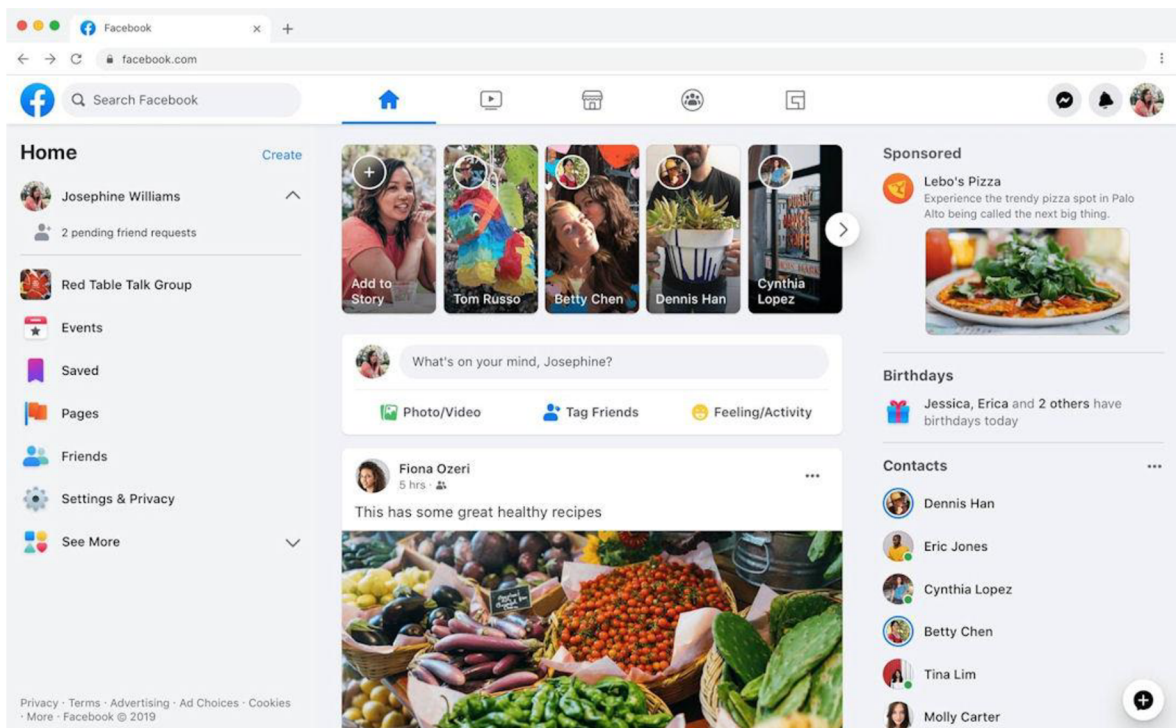 Facebook
facebook.com
Search Facebook
Home
Create
Josephine Williams
2 pending friend requests
Red Table Talk Group
Events
Saved
Pages
Friends
Settings & Privacy
See More
Privacy · Terms · Advertising · Ad Choices · Cookies
· More · Facebook © 2019
Add to
Story
Tom Russo
Betty Chen
Dennis Han
Cynthia
Lopez
What's on your mind, Josephine?
Photo/Video
Tag Friends
Feeling/Activity
Fiona Ozeri
5 hrs ·
This has some great healthy recipes
Sponsored
Lebo's Pizza
Experience the trendy pizza spot in Palo
Alto being called the next big thing.
Birthdays
Jessica, Erica and 2 others have
birthdays today
Contacts
Dennis Han
Eric Jones
Cynthia Lopez
Betty Chen
Tina Lim
Molly Carter